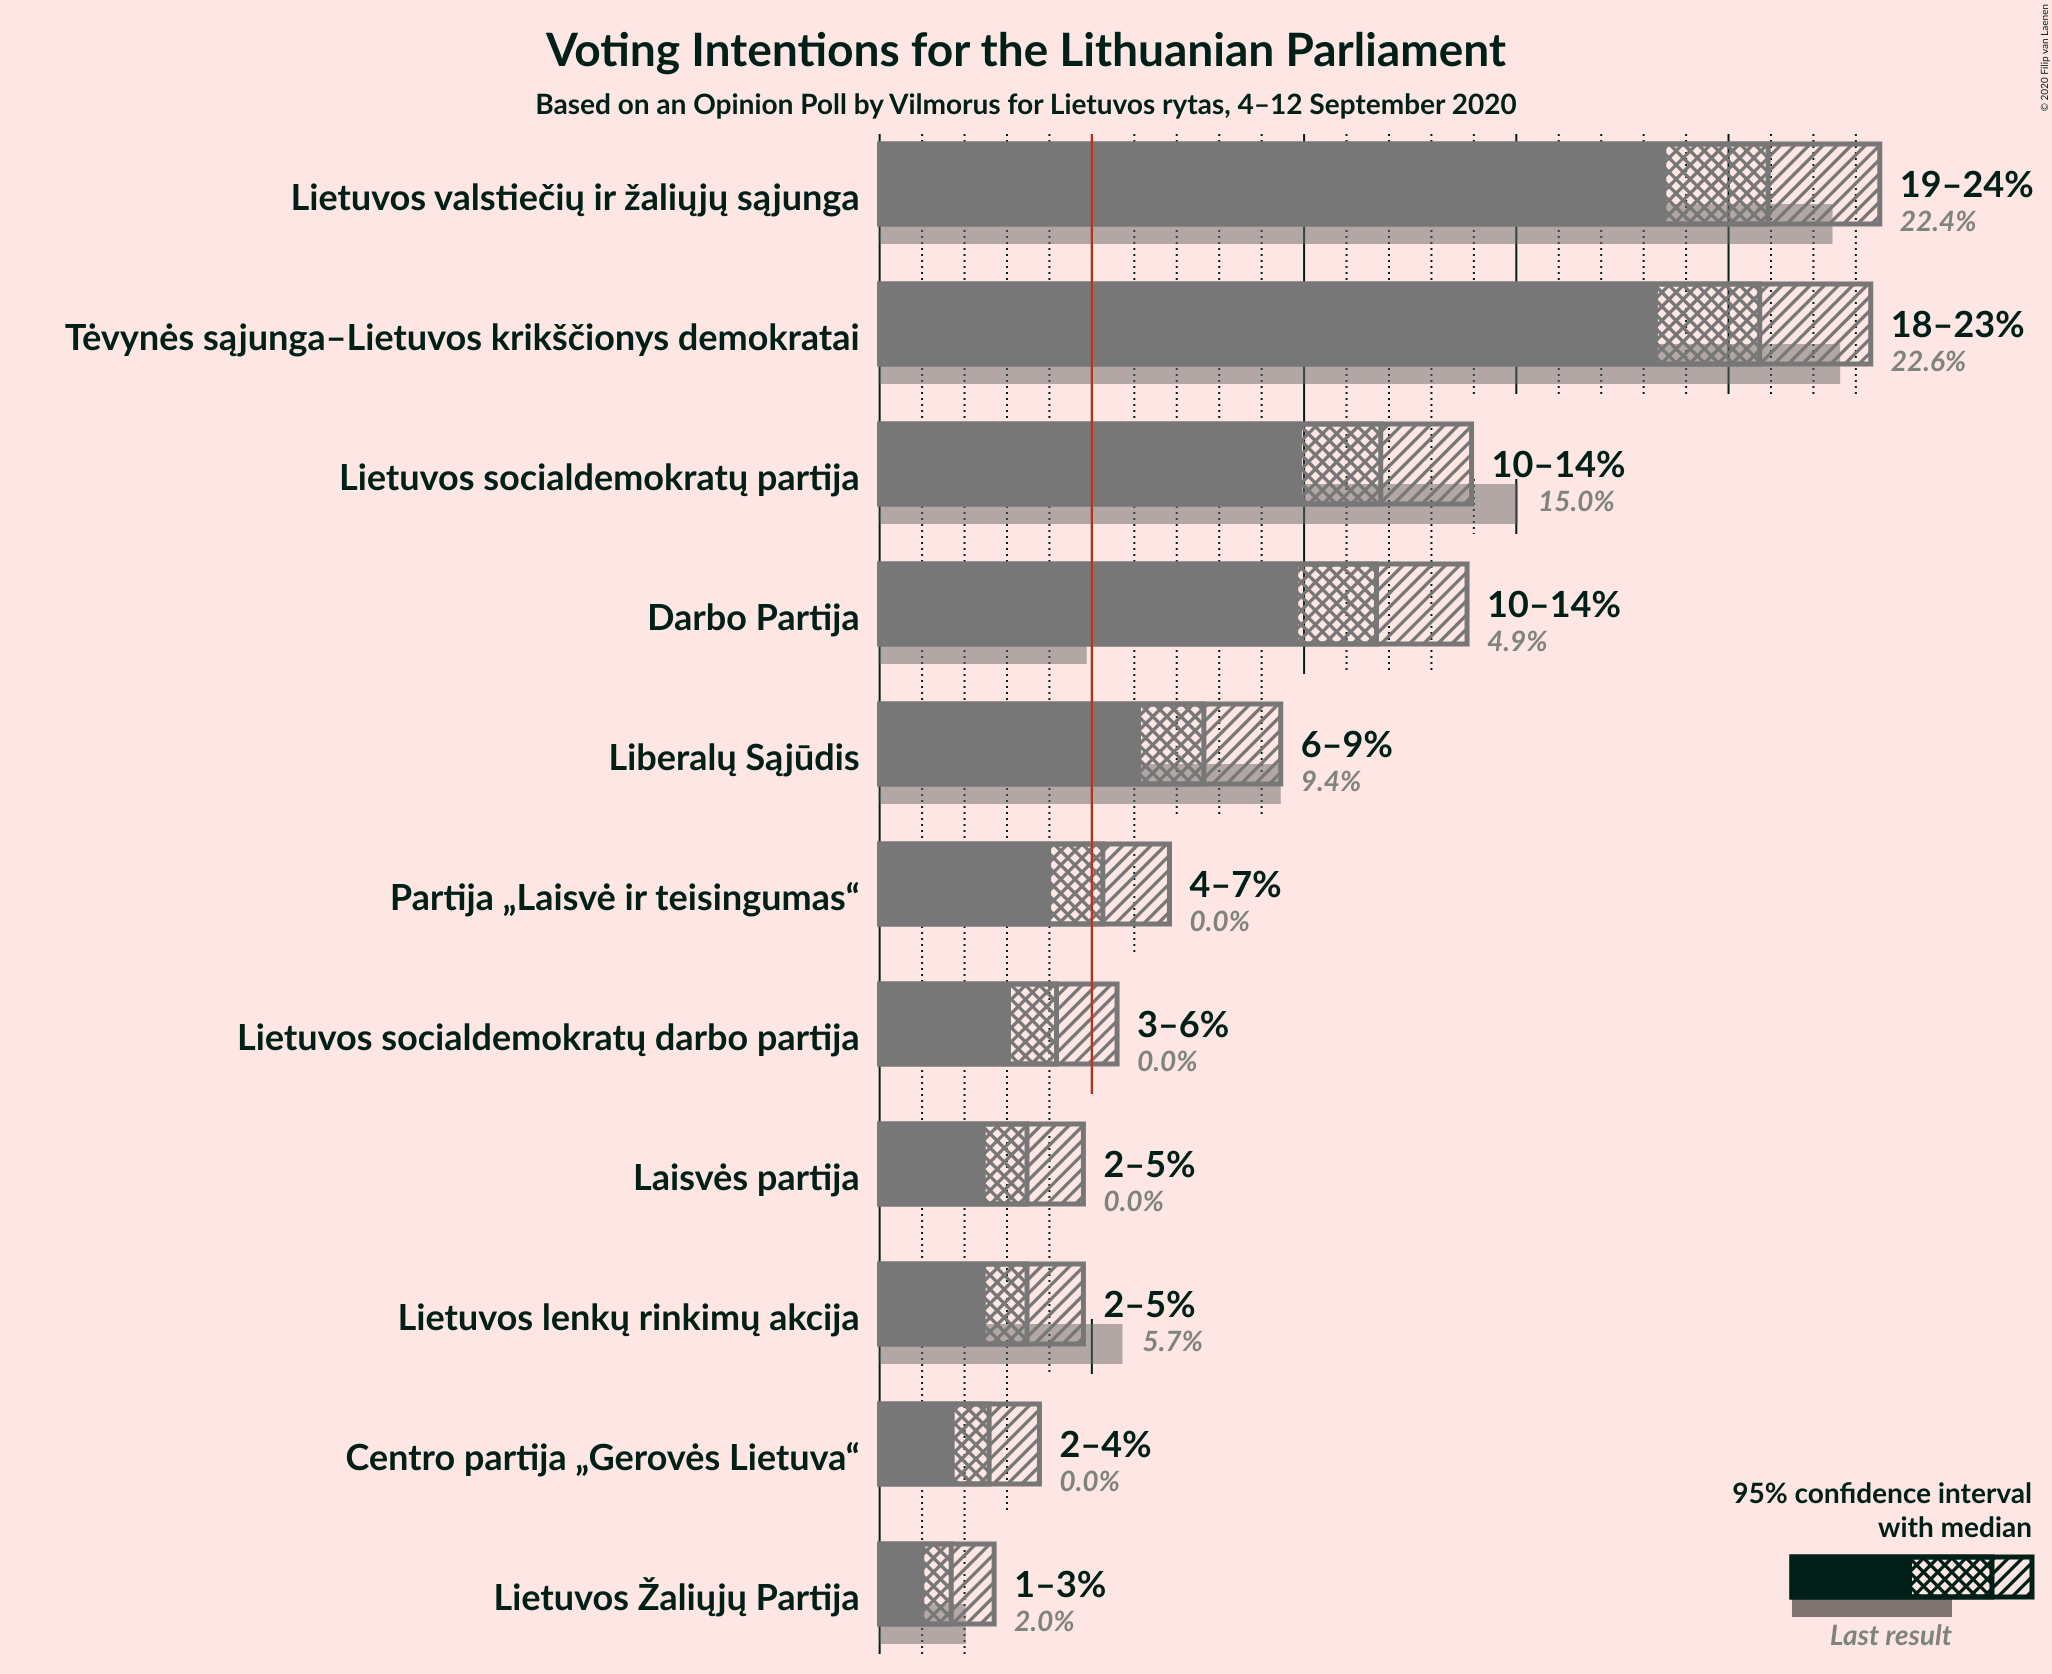 Voting Intentions for the Lithuanian Parliament
Based on an Opinion Poll by Vilmorus for Lietuvos rytas, 4–12 September 2020
© 2020 Filip van Laenen
Lietuvos valstiečių ir žaliųjų sąjunga
19–24%
22.4%
Tėvynės sąjunga–Lietuvos krikščionys demokratai
18–23%
22.6%
Lietuvos socialdemokratų partija
10–14%
15.0%
Darbo Partija
10–14%
4.9%
Liberalų Sąjūdis
6–9%
9.4%
Partija „Laisvė ir teisingumas“
4–7%
0.0%
Lietuvos socialdemokratų darbo partija
3–6%
0.0%
Laisvės partija
2–5%
0.0%
Lietuvos lenkų rinkimų akcija
2–5%
5.7%
Centro partija „Gerovės Lietuva“
2–4%
0.0%
Lietuvos Žaliųjų Partija
1–3%
2.0%
95% confidence interval
with median
Last result